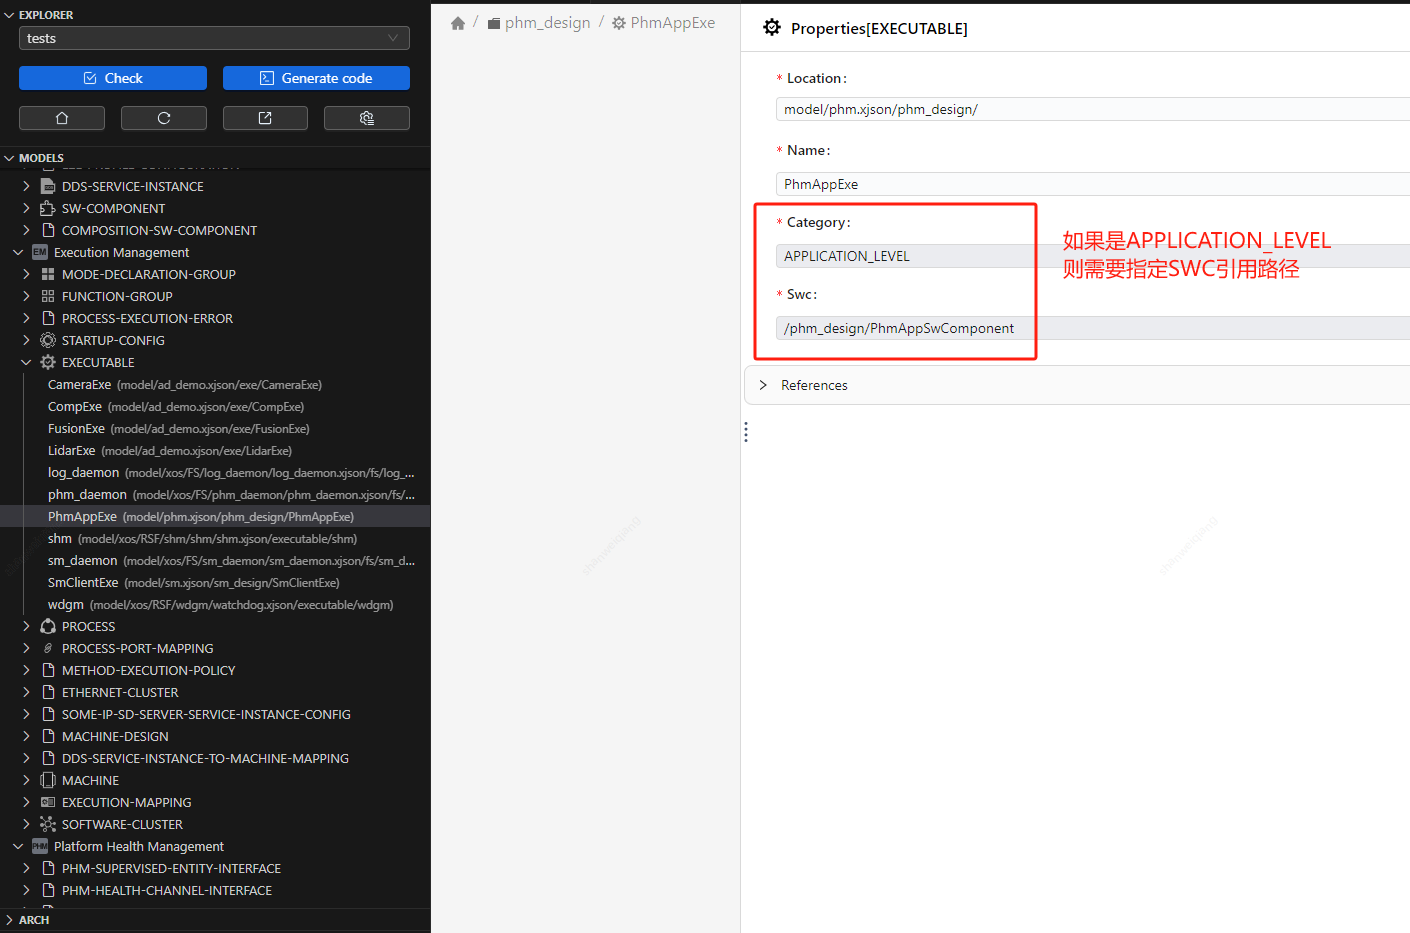 EXPLORER
tests
Check
Generate code
MODELS
DDS-SERVICE-INSTANCE
SW-COMPONENT
COMPOSITION-SW-COMPONENT
EM Execution Management
MODE-DECLARATION-GROUP
FUNCTION-GROUP
PROCESS-EXECUTION-ERROR
STARTUP-CONFIG
EXECUTABLE
CameraExe (model/ad_demo.xjson/exe/CameraExe)
CompExe (model/ad_demo.xjson/exe/CompExe)
FusionExe (model/ad_demo.xjson/exe/FusionExe)
LidarExe (model/ad_demo.xjson/exe/LidarExe)
log_daemon (model/xos/FS/log_daemon/log_daemon.xjson/fs/log_...
phm_daemon (model/xos/FS/phm_daemon/phm_daemon.xjson/fs/...
PhmAppExe (model/phm.xjson/phm_design/PhmAppExe)
shm (model/xos/RSF/shm/shm/shm.xjson/executable/shm)
sm_daemon (model/xos/FS/sm_daemon/sm_daemon.xjson/fs/sm_d...
SmClientExe (model/sm.xjson/sm_design/SmClientExe)
wdgm (model/xos/RSF/wdgm/watchdog.xjson/executable/wdgm)
PROCESS
PROCESS-PORT-MAPPING
METHOD-EXECUTION-POLICY
ETHERNET-CLUSTER
SOME-IP-SD-SERVER-SERVICE-INSTANCE-CONFIG
MACHINE-DESIGN
DDS-SERVICE-INSTANCE-TO-MACHINE-MAPPING
MACHINE
EXECUTION-MAPPING
SOFTWARE-CLUSTER
PHM Platform Health Management
PHM-SUPERVISED-ENTITY-INTERFACE
PHM-HEALTH-CHANNEL-INTERFACE
ARCH
/ phm_design / PhmAppExe
Properties[EXECUTABLE]
* Location:
model/phm.xjson/phm_design/
* Name:
PhmAppExe
* Category:
APPLICATION_LEVEL
* Swc:
/phm_design/PhmAppSwComponent
References
如果是APPLICATION_LEVEL
则需要指定SWC引用路径